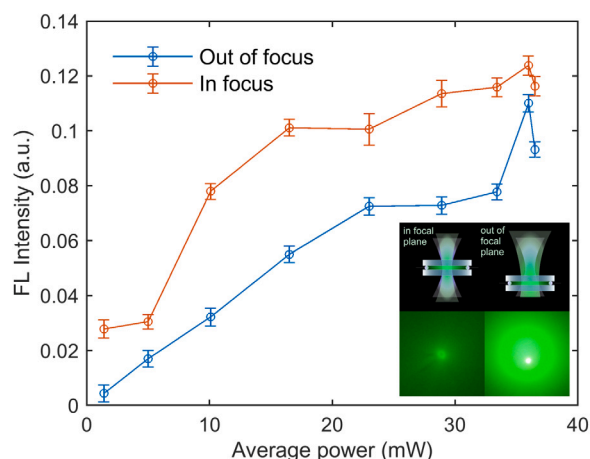 0.14
0.12
0.1
0.08
0.06
0.04
0.02
0
FL Intensity (a.u.)
Out of focus
In focus
in focal
plane
out of
focal
plane
0
10
20
30
40
Average power (mW)